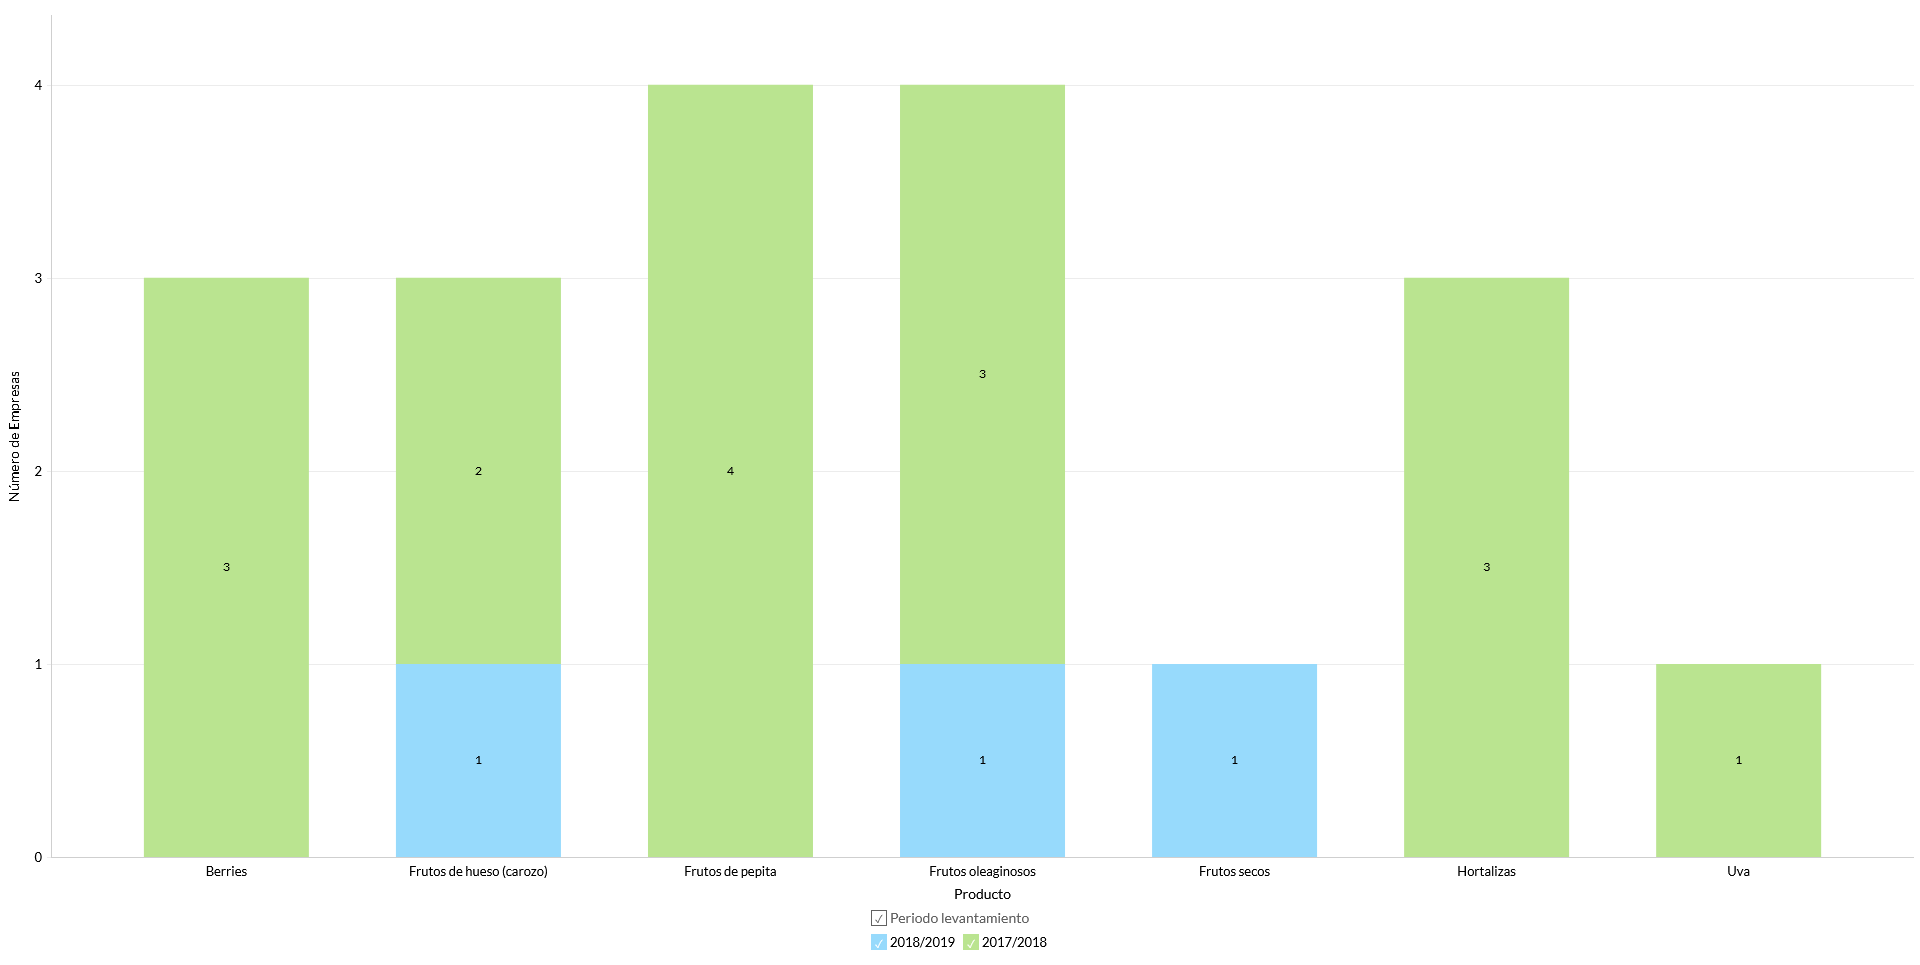 4
3
2
1
0
Número de Empresas
3
2
1
4
3
1
1
3
1
Berries
Frutos de hueso (carozo)
Frutos de pepita
Frutos oleaginosos
Frutos secos
Hortalizas
Uva
Producto
Periodo levantamiento
2018/2019 2017/2018